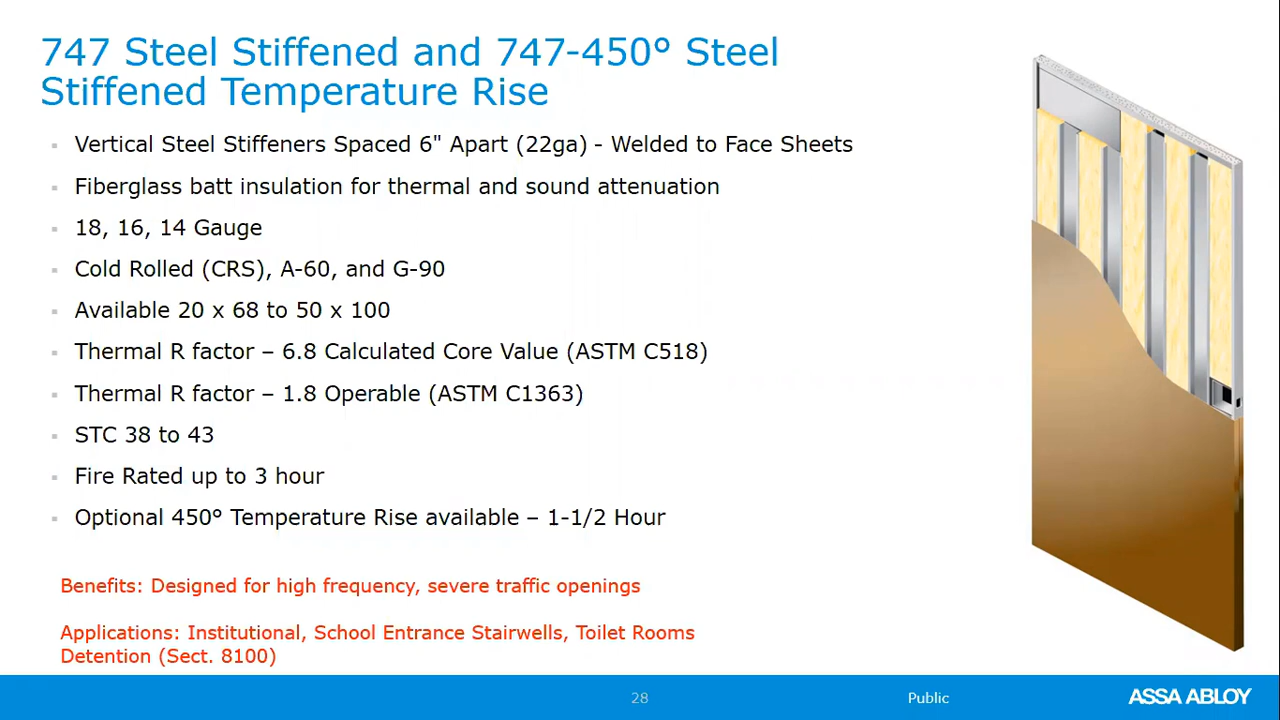 747 Steel Stiffened and 747-450° Steel
Stiffened Temperature Rise
Vertical Steel Stiffeners Spaced 6" Apart (22ga) - Welded to Face Sheets
Fiberglass batt insulation for thermal and sound attenuation
18, 16, 14 Gauge
Cold Rolled (CRS), A-60, and G-90
Available 20 x 68 to 50 x 100
Thermal R factor – 6.8 Calculated Core Value (ASTM C518)
Thermal R factor – 1.8 Operable (ASTM C1363)
STC 38 to 43
Fire Rated up to 3 hour
Optional 450° Temperature Rise available – 1-1/2 Hour
Benefits: Designed for high frequency, severe traffic openings
Applications: Institutional, School Entrance Stairwells, Toilet Rooms
Detention (Sect. 8100)
28
Public
ASSA ABLOY